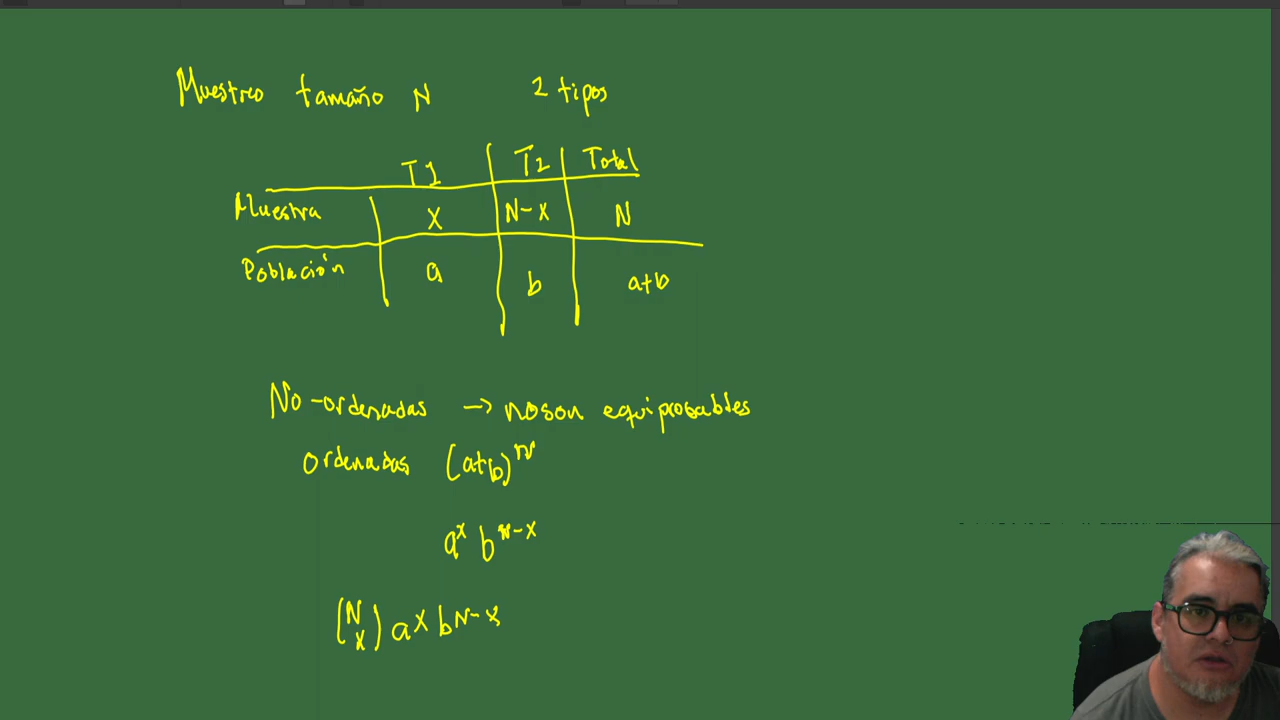 Muestreo tamaño N 2 tipos
T1 T2 Total
Muestra X N-X N
Población a b a+b
No-ordenadas → no son equiprobables
ordenadas (a+b)^N
a^x b^{N-x}
(N x) a^x b^{N-x}